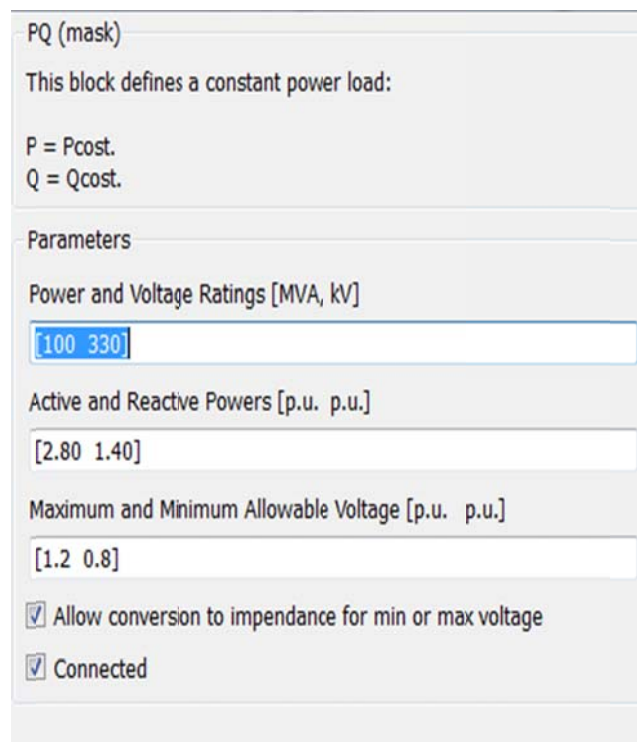 PQ (mask)
This block defines a constant power load:
P = Pcost.
Q = Qcost.
Parameters
Power and Voltage Ratings [MVA, kV]
[100 330]
Active and Reactive Powers [p.u. p.u.]
[2.80 1.40]
Maximum and Minimum Allowable Voltage [p.u. p.u.]
[1.2 0.8]
Allow conversion to impendance for min or max voltage
Connected